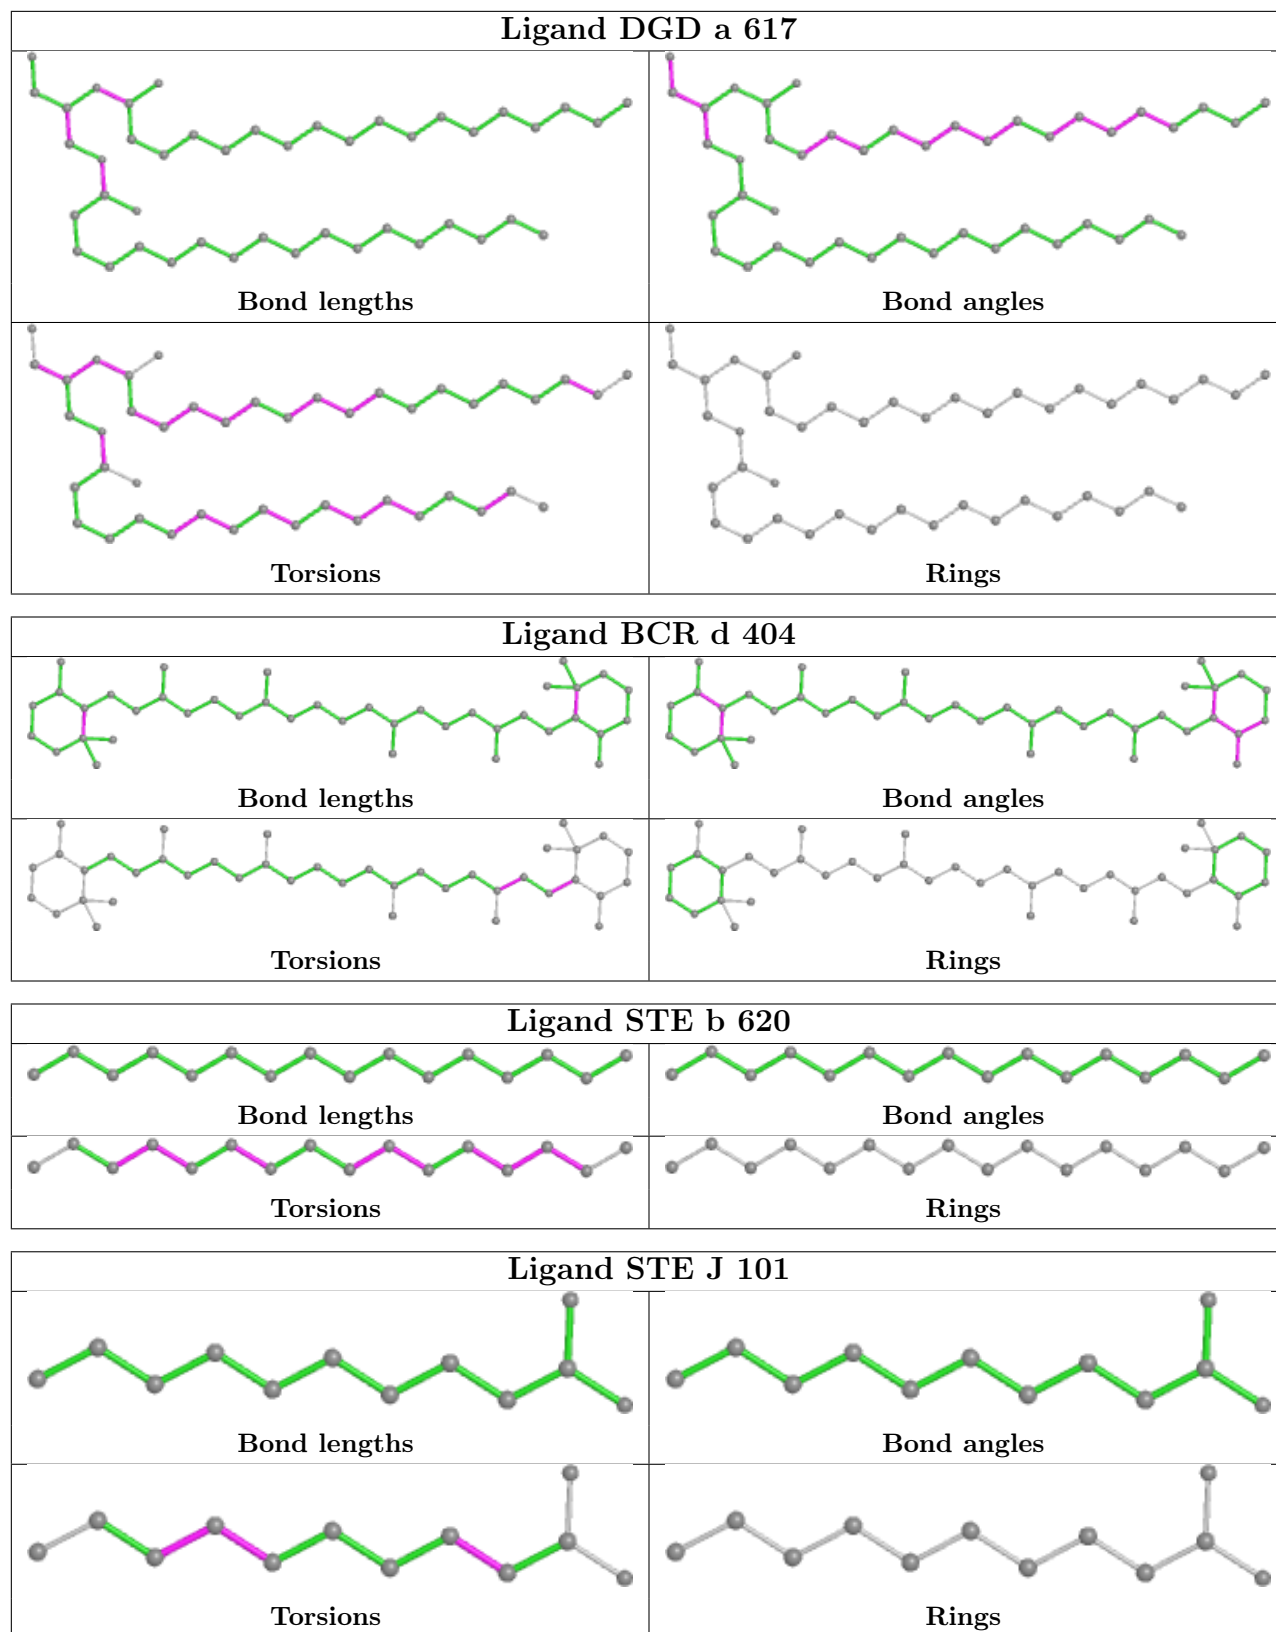 Ligand DGD a 617
Bond lengths
Bond angles
Torsions
Rings
Ligand BCR d 404
Bond lengths
Bond angles
Torsions
Rings
Ligand STE b 620
Bond lengths
Bond angles
Torsions
Rings
Ligand STE J 101
Bond lengths
Bond angles
Torsions
Rings